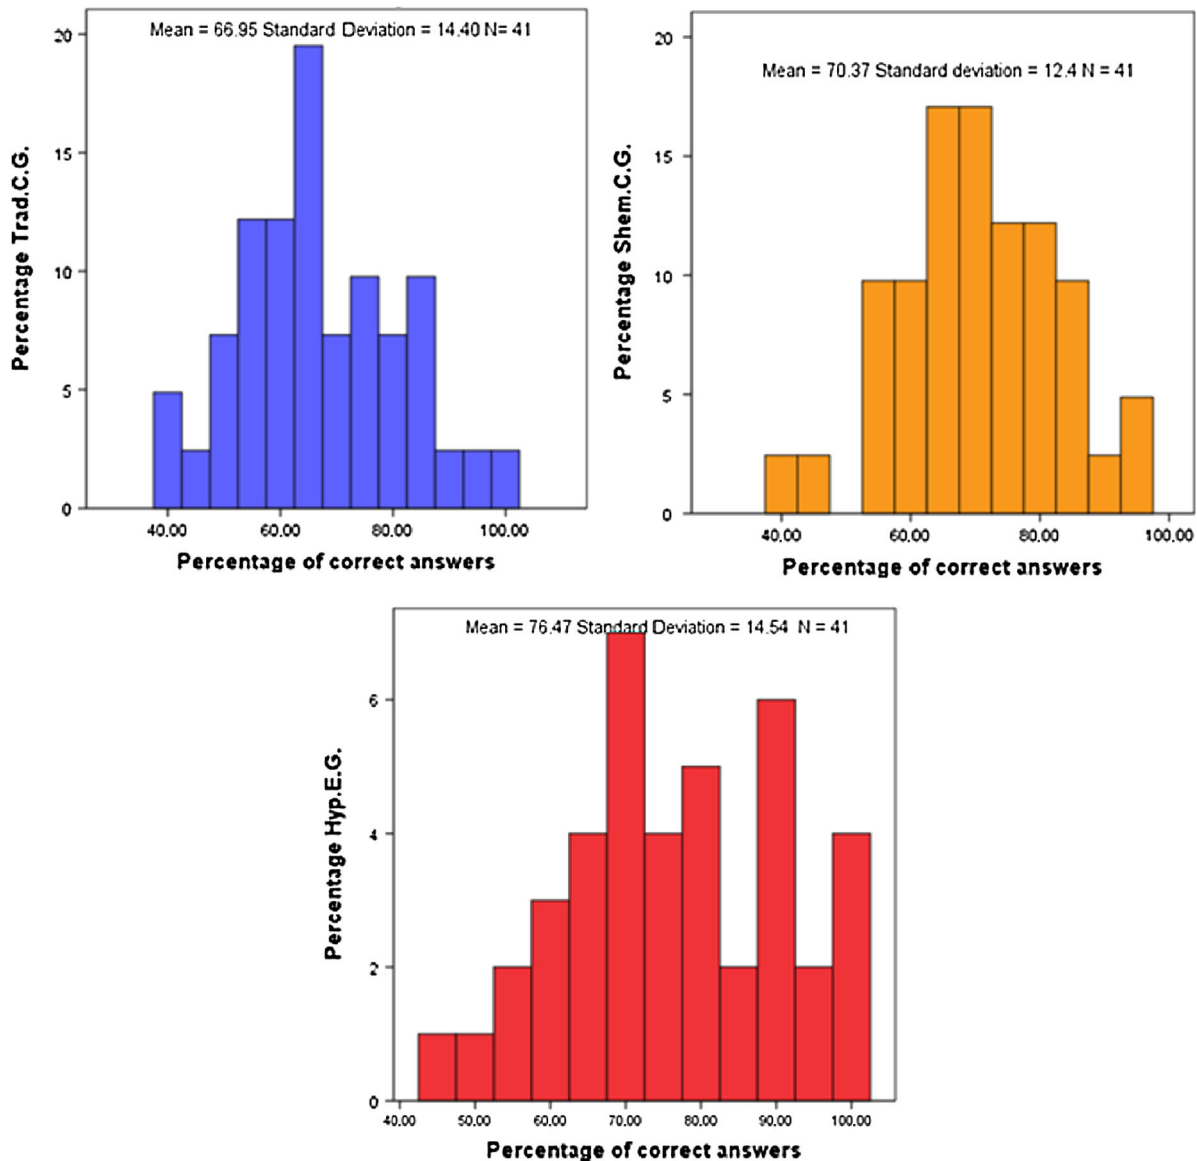 Mean = 66.95 Standard Deviation = 14.40 N= 41
20
15
10
5
0
Percentage Trad.C.G.
40.00 60.00 80.00 100.00
Percentage of correct answers
Mean = 70.37 Standard deviation = 12.4 N = 41
20
15
10
5
0
Percentage Shem.C.G.
40.00 60.00 80.00 100.00
Percentage of correct answers
Mean = 76.47 Standard Deviation = 14.54 N = 41
6
4
2
0
Percentage Hyp.E.G.
40.00 50.00 60.00 70.00 80.00 90.00 100.00
Percentage of correct answers